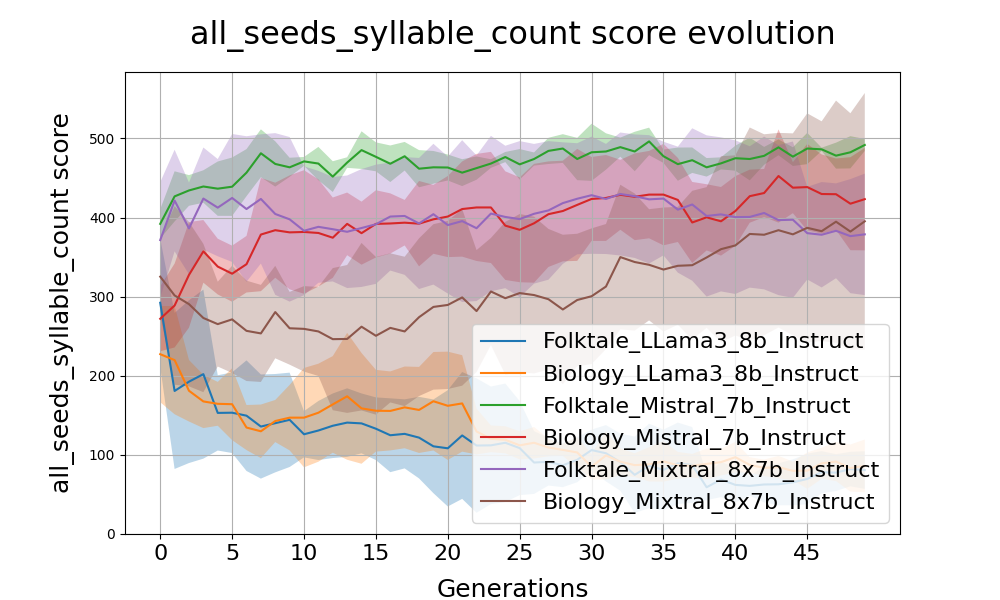 all_seeds_syllable_count score evolution
all_seeds_syllable_count score
500
400
300
200
100
0
Folktale_LLama3_8b_Instruct
Biology_LLama3_8b_Instruct
Folktale_Mistral_7b_Instruct
Biology_Mistral_7b_Instruct
Folktale_Mixtral_8x7b_Instruct
Biology_Mixtral_8x7b_Instruct
0 5 10 15 20 25 30 35 40 45
Generations